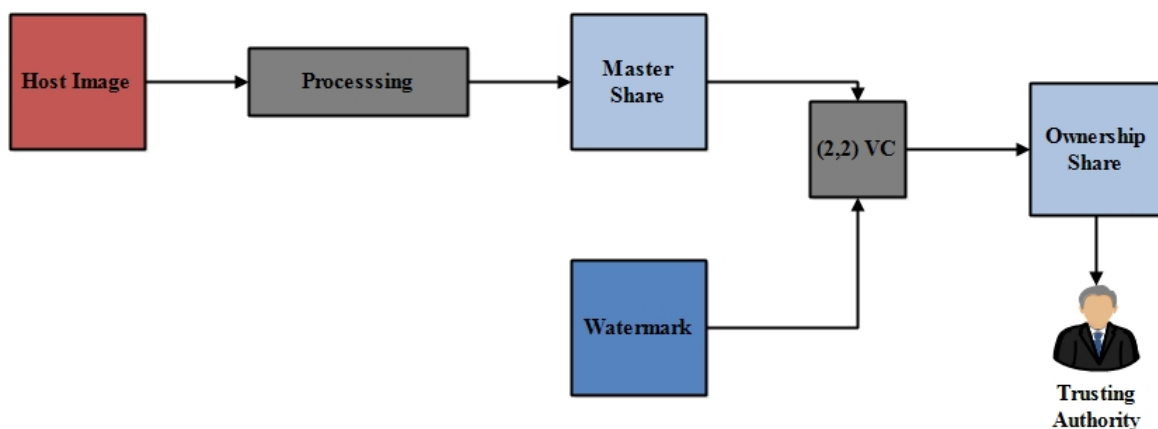 Host Image
Processsing
Master
Share
(2,2) VC
Ownership
Share
Watermark
Trusting
Authority